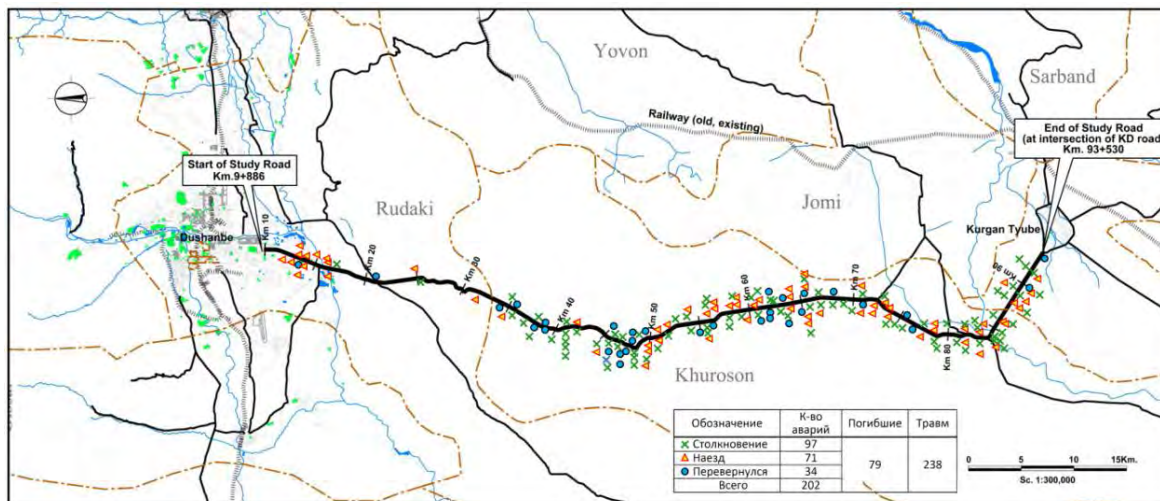 Yovon
Sarband
Railway (old, existing)
End of Study Road
(at intersection of KD road)
Km. 93+530
Start of Study Road
Km.9+886
Rudaki
Jomi
Km 10
Dushanbe
Kurgan Tyube
Km 20
Km 30
Km 40
Km 50
Km 60
Km 70
Km 80
Km 90
Khuroson
Обозначение К-во аварий Погибшие Травм
Столкновение 97
Наезд 71
Перевернулся 34
Всего 202
79 238
0 5 10 15Km.
Sc. 1:300,000